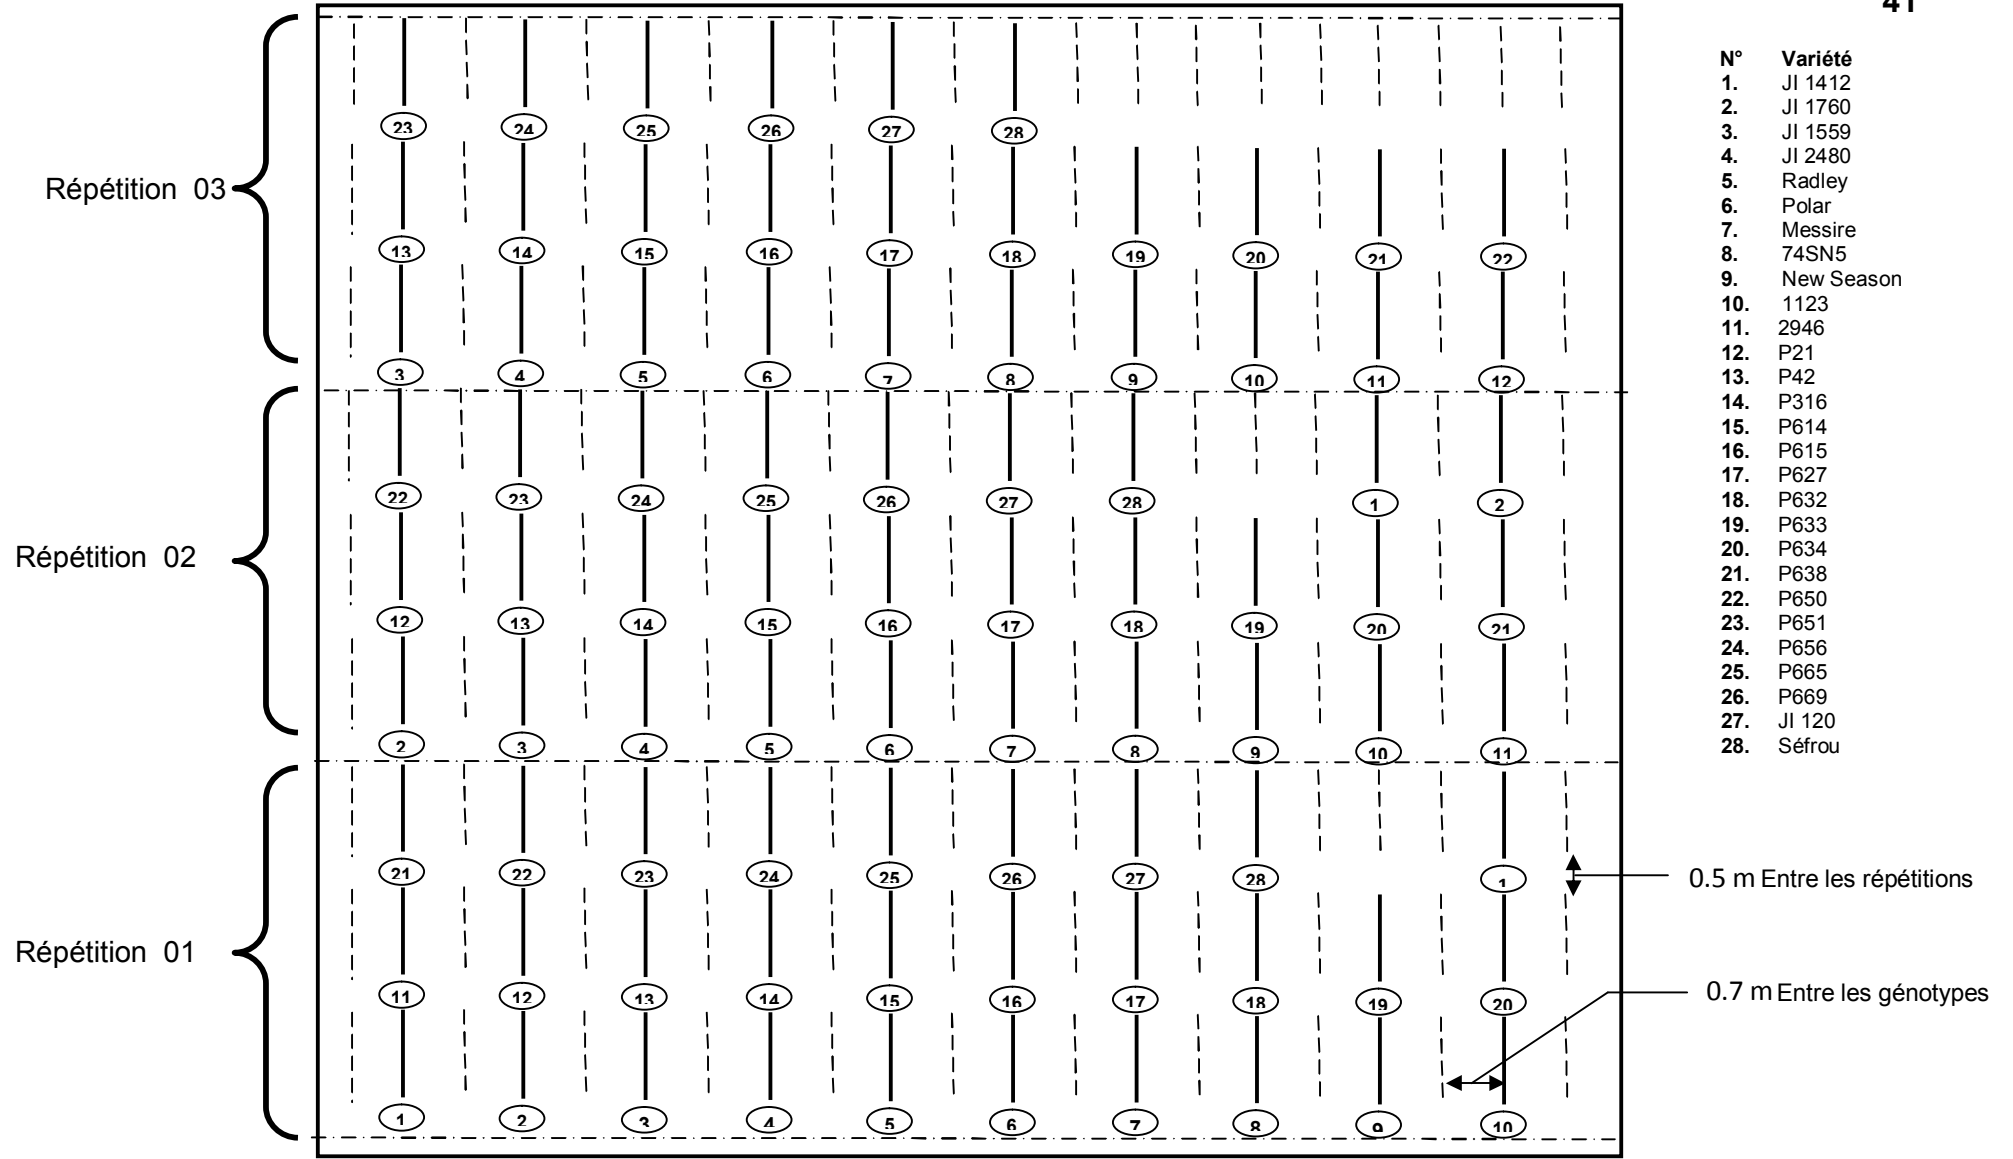 41
N° Variété
1. JI 1412
2. JI 1760
3. JI 1559
4. JI 2480
5. Radley
6. Polar
7. Messire
8. 74SN5
9. New Season
10. 1123
11. 2946
12. P21
13. P42
14. P316
15. P614
16. P615
17. P627
18. P632
19. P633
20. P634
21. P638
22. P650
23. P651
24. P656
25. P665
26. P669
27. JI 120
28. Séfrou
Répétition 03
23 24 25 26 27 28
13 14 15 16 17 18 19 20 21 22
3 4 5 6 7 8 9 10 11 12
Répétition 02
22 23 24 25 26 27 28 1 2
12 13 14 15 16 17 18 19 20 21
2 3 4 5 6 7 8 9 10 11
Répétition 01
21 22 23 24 25 26 27 28 1
11 12 13 14 15 16 17 18 19 20
1 2 3 4 5 6 7 8 9 10
0.5 m Entre les répétitions
0.7 m Entre les génotypes